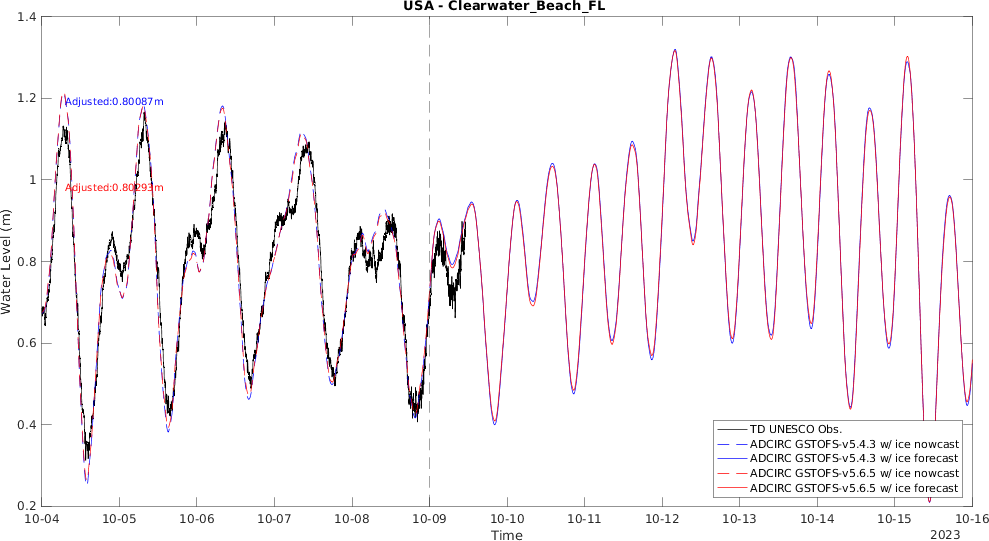 USA - Clearwater_Beach_FL
1.4
1.2
1
0.8
0.6
0.4
0.2
Water Level (m)
Adjusted:0.80087m
Adjusted:0.80293m
TD UNESCO Obs.
ADCIRC GSTOFS-v5.4.3 w/ ice nowcast
ADCIRC GSTOFS-v5.4.3 w/ ice forecast
ADCIRC GSTOFS-v5.6.5 w/ ice nowcast
ADCIRC GSTOFS-v5.6.5 w/ ice forecast
10-04 10-05 10-06 10-07 10-08 10-09 10-10 10-11 10-12 10-13 10-14 10-15 10-16
Time
2023